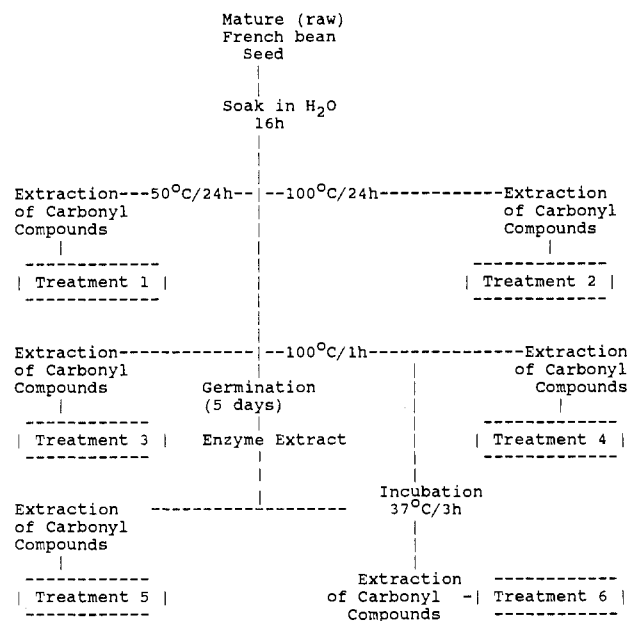 Mature (raw)
French bean
Seed
Soak in H2O
16h
Extraction---50°C/24h--|--100°C/24h------------Extraction
of Carbonyl of Carbonyl
Compounds Compounds
| Treatment 1 | | Treatment 2 |
Extraction-------------|--100°C/1h---------------Extraction
of Carbonyl of Carbonyl
Compounds Germination Compounds
(5 days)
| Treatment 3 | Enzyme Extract | Treatment 4 |
Incubation
Extraction 37°C/3h
of Carbonyl
Compounds
Extraction
| Treatment 5 | of Carbonyl -| Treatment 6 |
Compounds